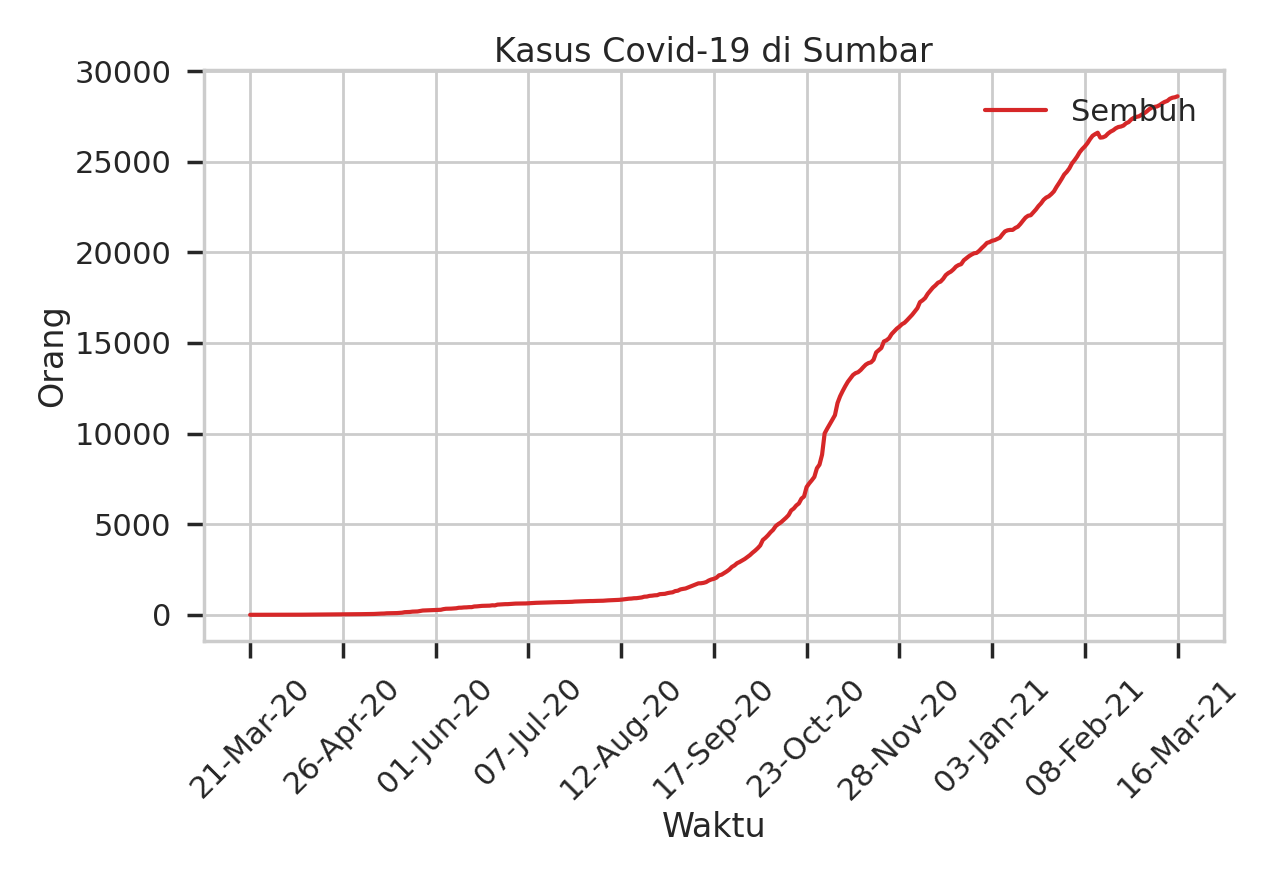 Kasus Covid-19 di Sumbar
30000
25000
20000
15000
10000
5000
0
Orang
Sembuh
21-Mar-20
26-Apr-20
01-Jun-20
07-Jul-20
12-Aug-20
17-Sep-20
23-Oct-20
28-Nov-20
03-Jan-21
08-Feb-21
16-Mar-21
Waktu